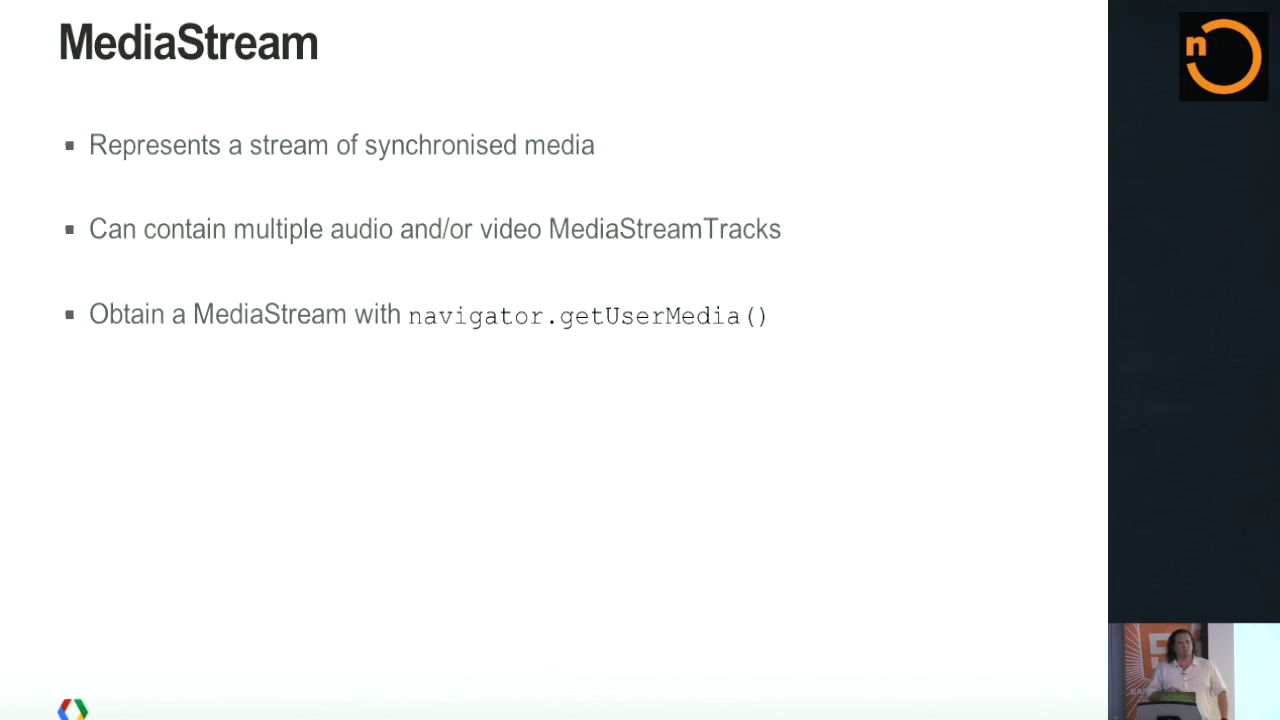 MediaStream
n
Represents a stream of synchronised media
Can contain multiple audio and/or video MediaStreamTracks
Obtain a MediaStream with navigator.getUserMedia()